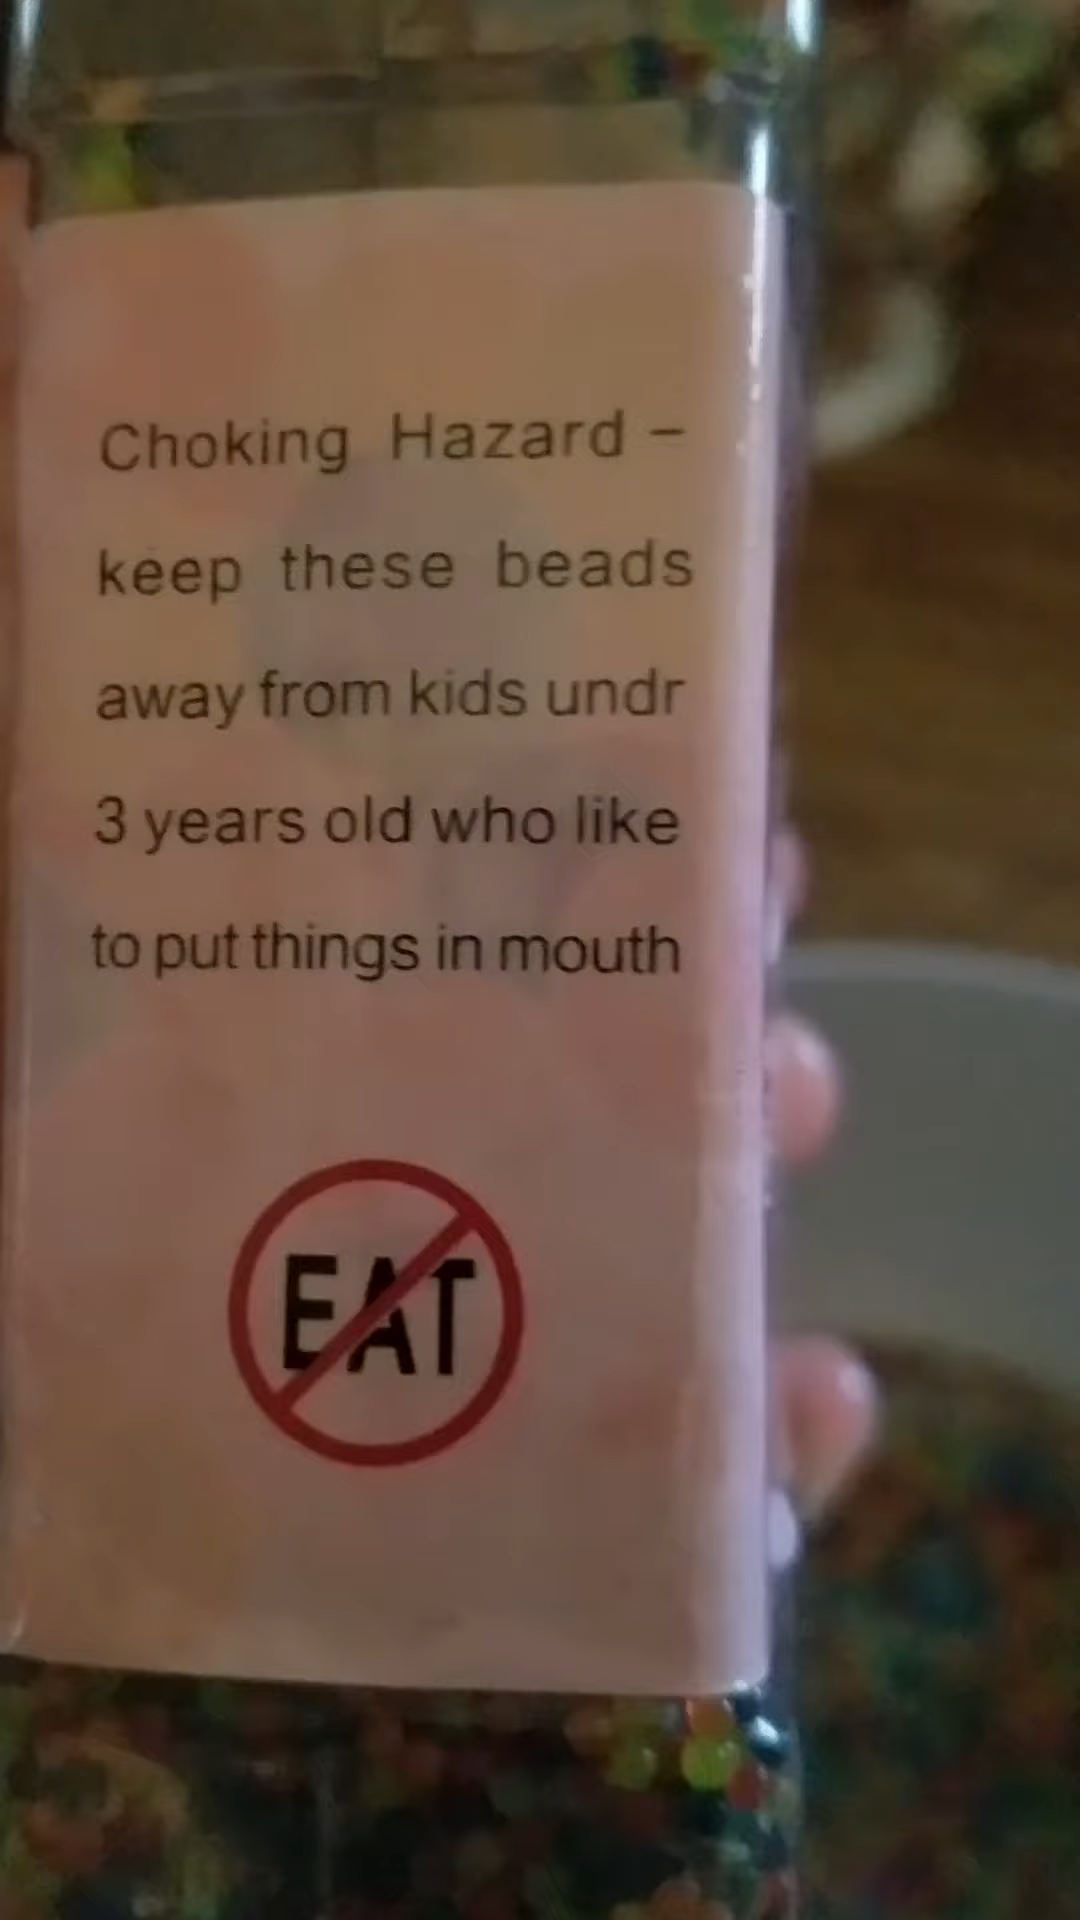 Choking Hazard –
keep these beads
away from kids undr
3 years old who like
to put things in mouth
EAT